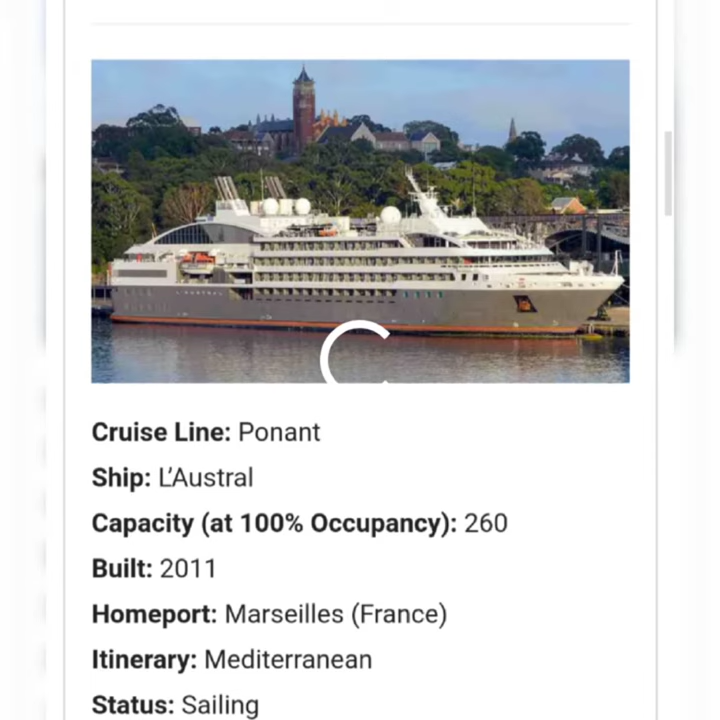 Cruise Line: Ponant
Ship: L’Austral
Capacity (at 100% Occupancy): 260
Built: 2011
Homeport: Marseilles (France)
Itinerary: Mediterranean
Status: Sailing